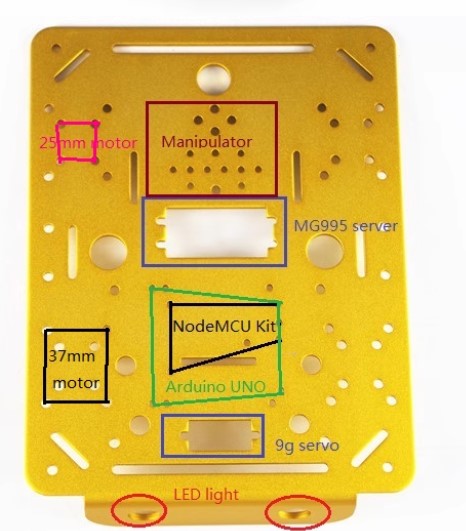 25mm motor
Manipulator
MG995 server
NodeMCU Kit
37mm
motor
Arduino UNO
9g servo
LED light